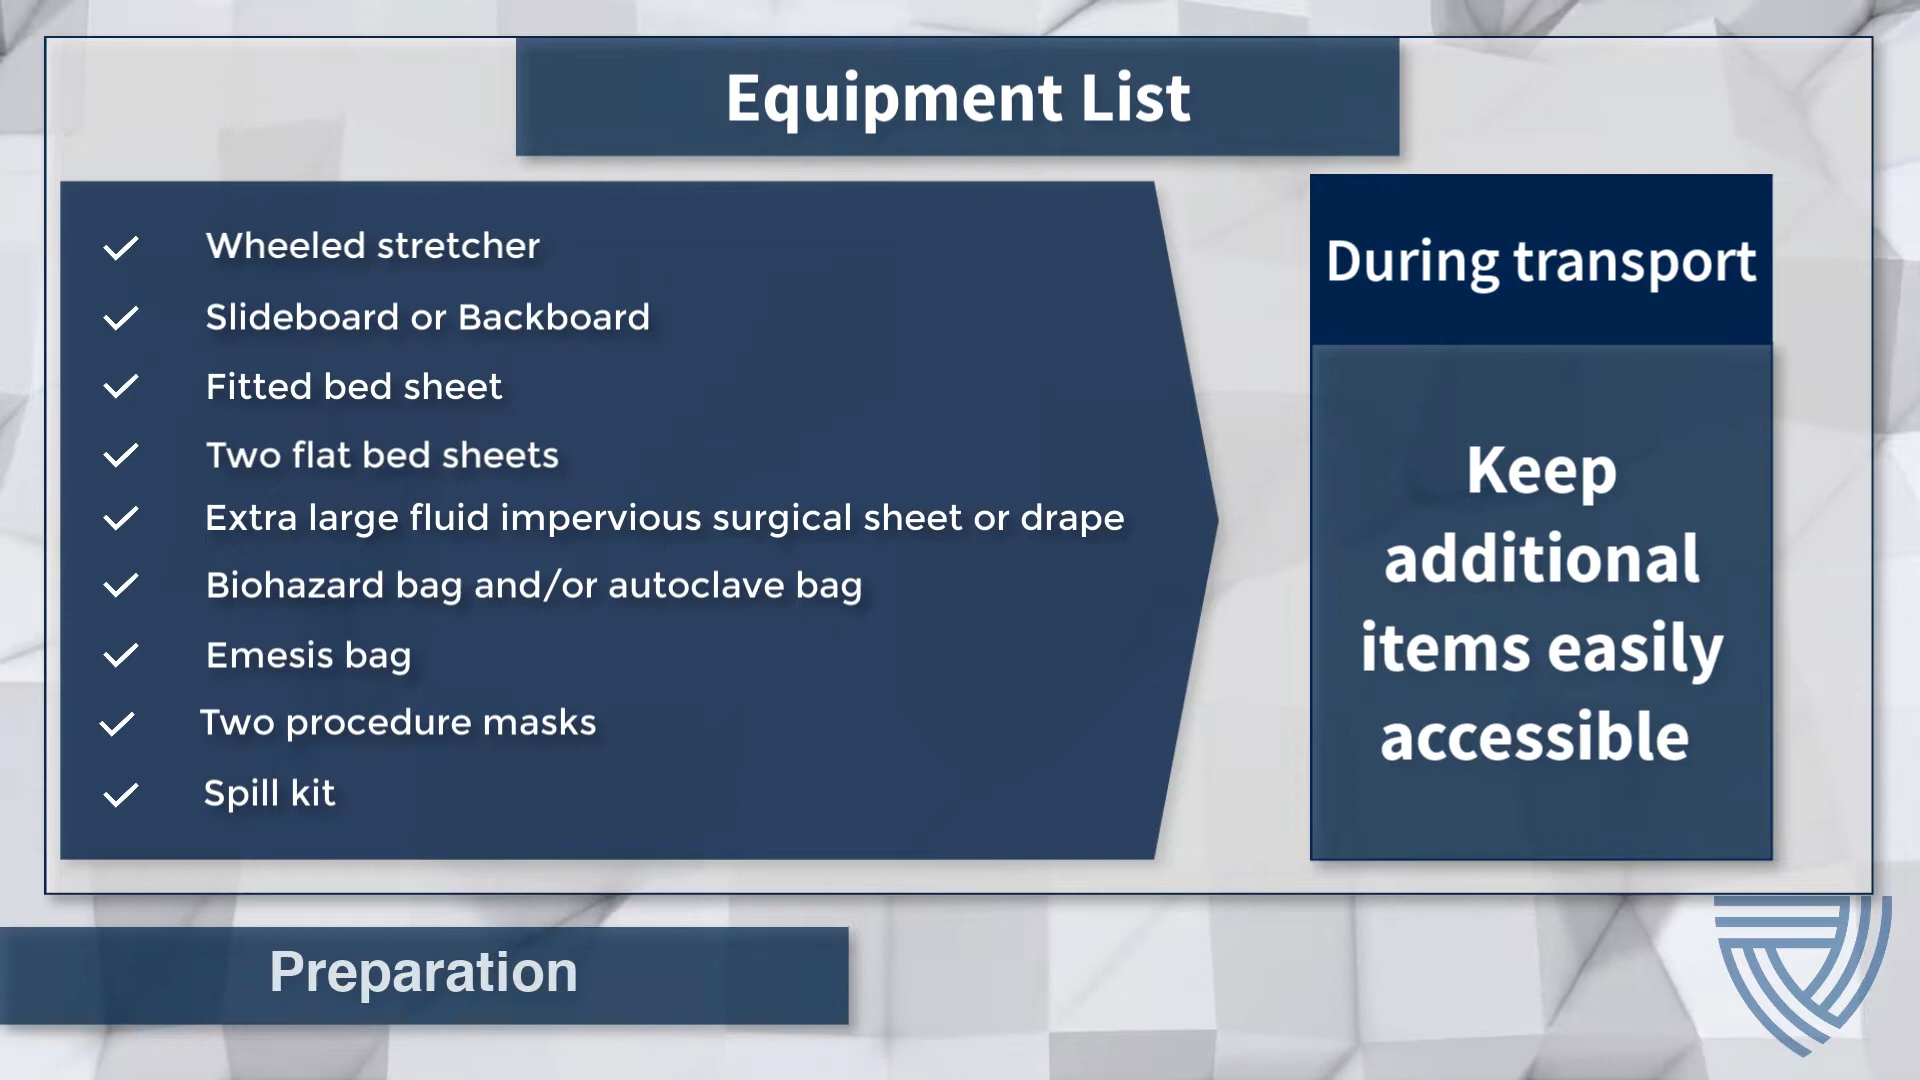 Equipment List
Wheeled stretcher
Slideboard or Backboard
Fitted bed sheet
Two flat bed sheets
Extra large fluid impervious surgical sheet or drape
Biohazard bag and/or autoclave bag
Emesis bag
Two procedure masks
Spill kit
During transport
Keep
additional
items easily
accessible
Preparation